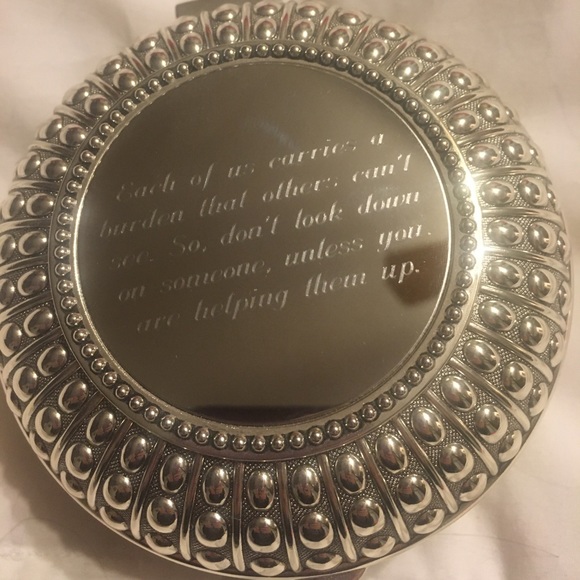 Each of us carries a
burden that others can't
see. So, don't look down
on someone, unless you
are helping them up.